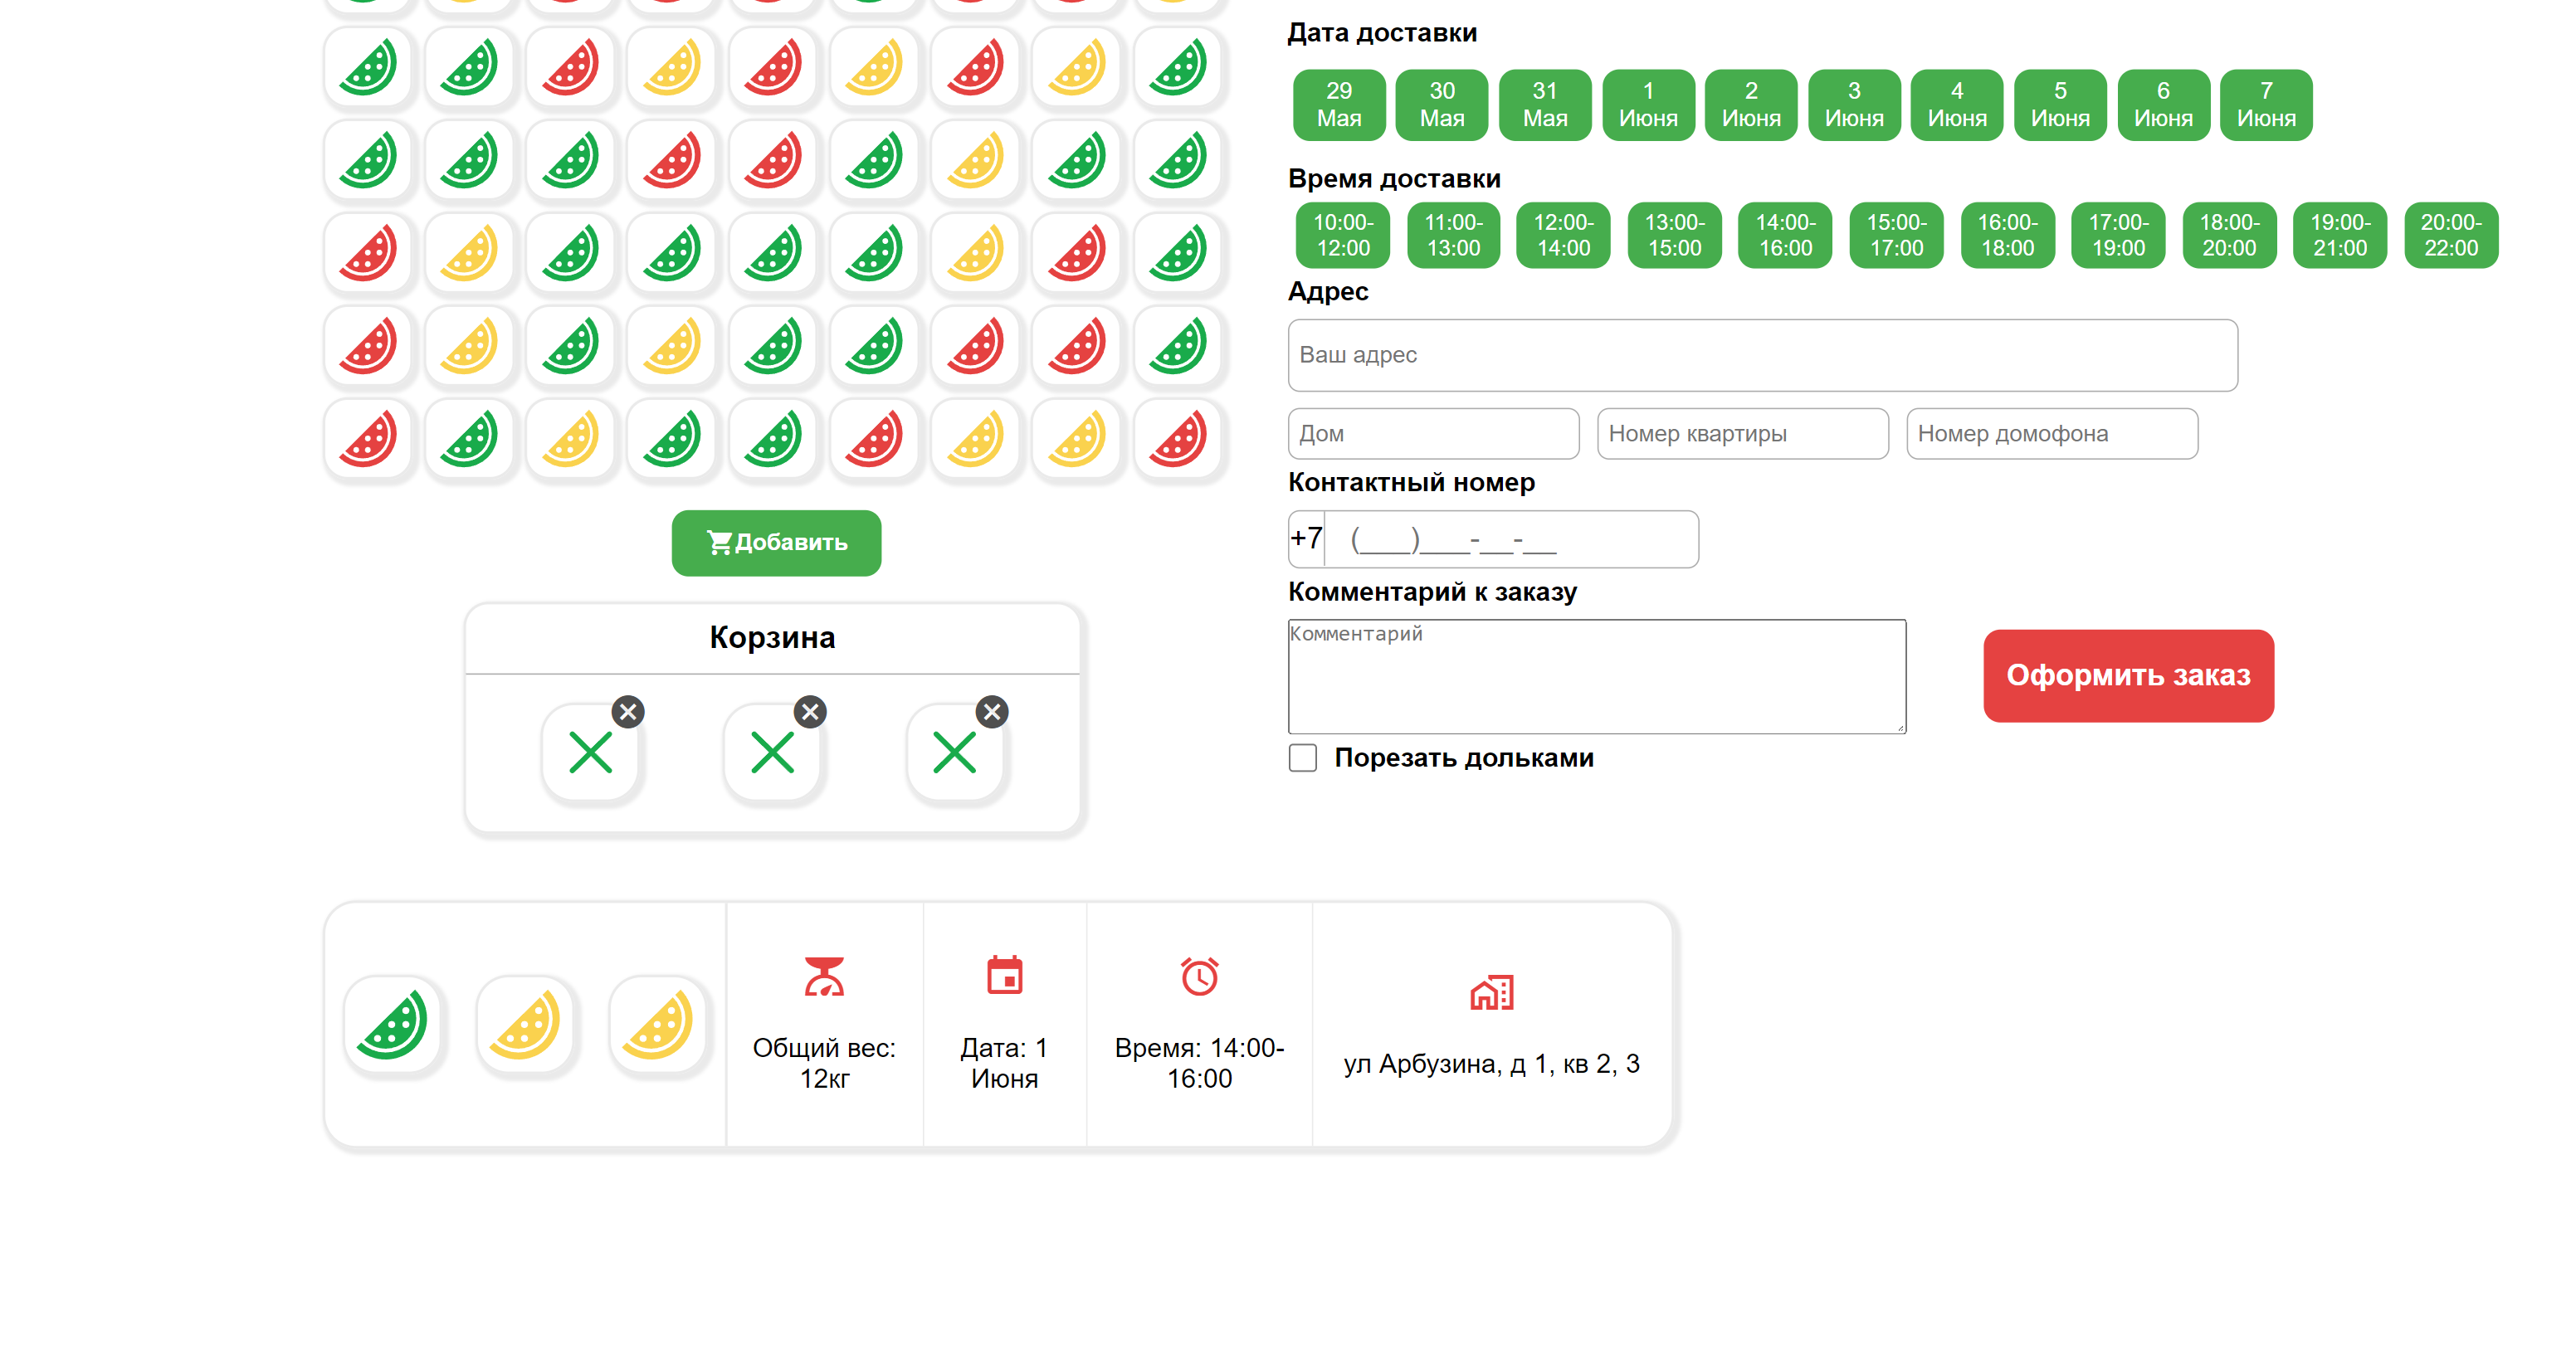 Дата доставки
29
Мая
30
Мая
31
Мая
1
Июня
2
Июня
3
Июня
4
Июня
5
Июня
6
Июня
7
Июня
Время доставки
10:00-
12:00
11:00-
13:00
12:00-
14:00
13:00-
15:00
14:00-
16:00
15:00-
17:00
16:00-
18:00
17:00-
19:00
18:00-
20:00
19:00-
21:00
20:00-
22:00
Адрес
Ваш адрес
Дом
Номер квартиры
Номер домофона
Контактный номер
+7 (___)___-__-__
Комментарий к заказу
Комментарий
Оформить заказ
Порезать дольками
Добавить
Корзина
Общий вес:
12кг
Дата: 1
Июня
Время: 14:00-
16:00
ул Арбузина, д 1, кв 2, 3